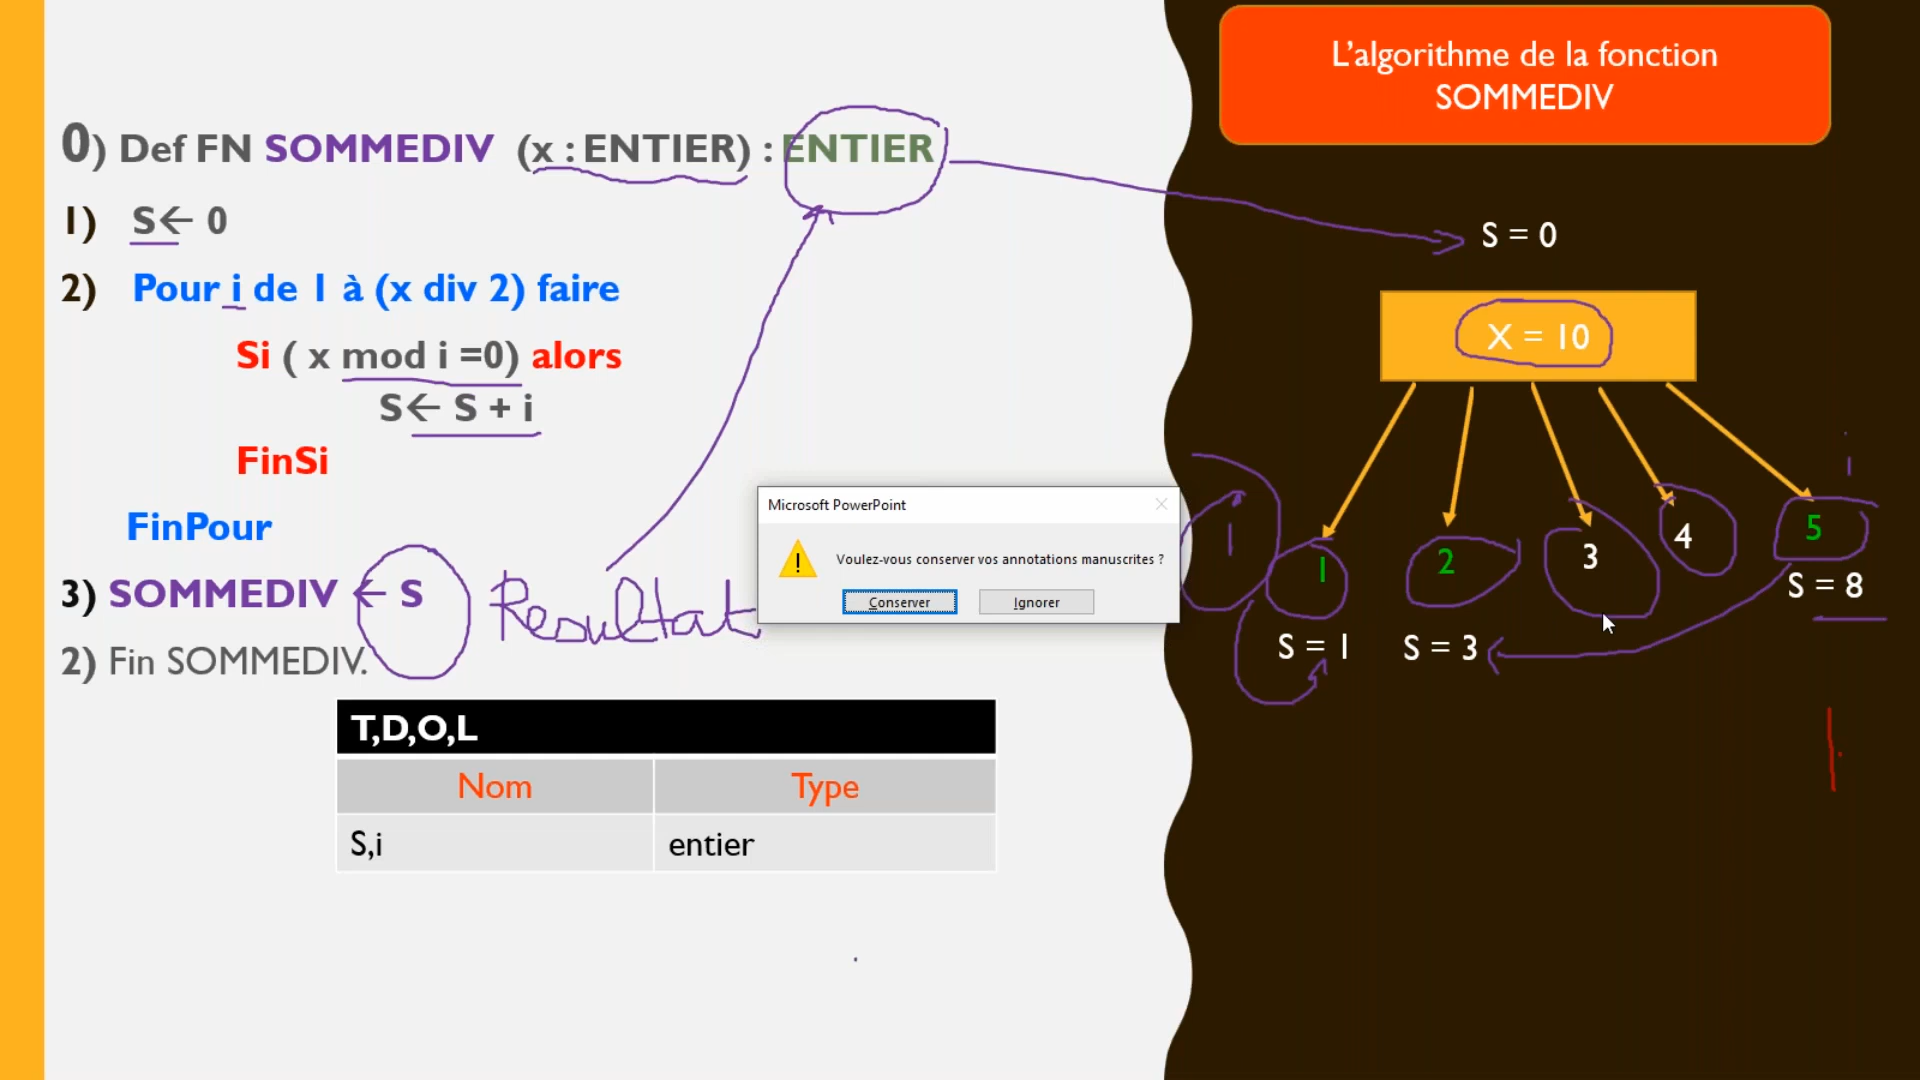 L'algorithme de la fonction
SOMMEDIV
0) Def FN SOMMEDIV (x : ENTIER) : ENTIER
1) S← 0
2) Pour i de 1 à (x div 2) faire
Si ( x mod i =0) alors
S← S + i
FinSi
FinPour
3) SOMMEDIV ← S
Resultat
2) Fin SOMMEDIV.
T,D,O,L
Nom Type
S,i entier
Microsoft PowerPoint
Voulez-vous conserver vos annotations manuscrites ?
Conserver Ignorer
S = 0
X = 10
1 1 2 3 4 5
S = 1 S = 3 S = 8